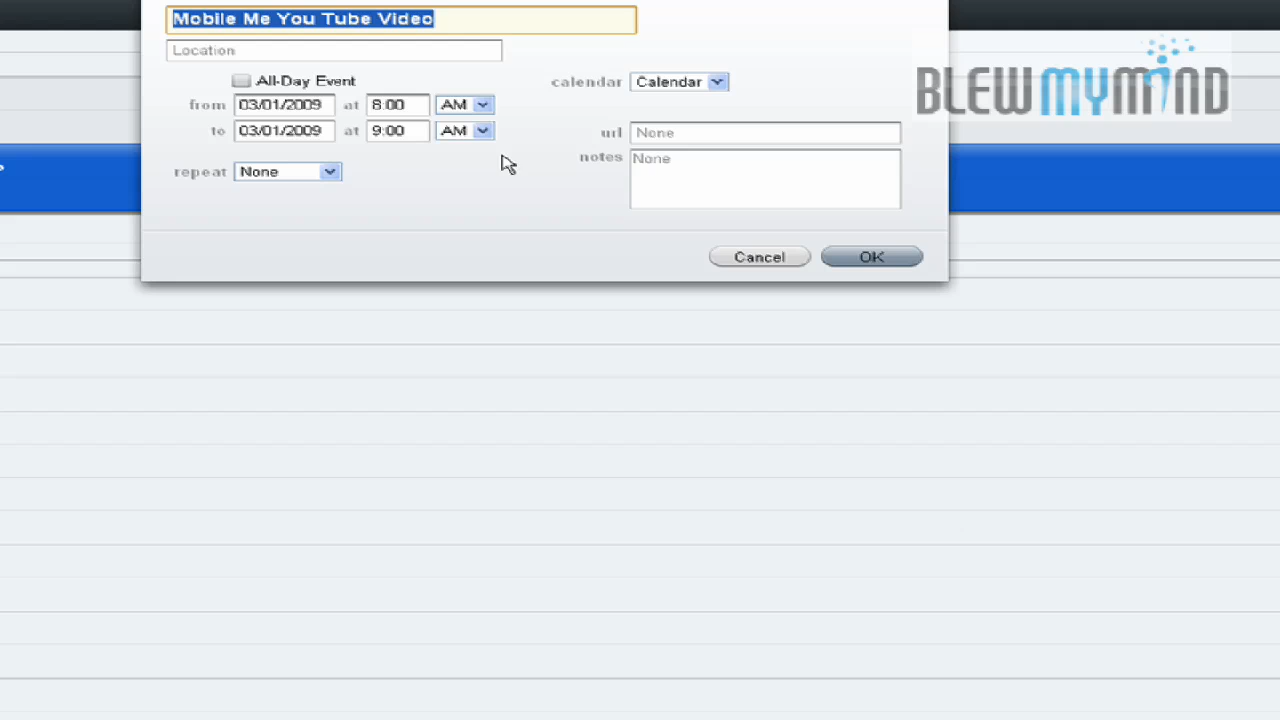 Mobile Me You Tube Video
Location
All-Day Event
calendar Calendar
from 03/01/2009 at 8:00 AM
to 03/01/2009 at 9:00 AM
url None
notes None
repeat None
Cancel OK
BLEWMYMIND